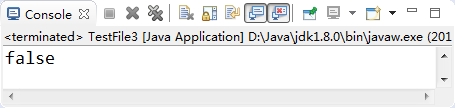 Console
<terminated> TestFile3 [Java Application] D:\Java\jdk1.8.0\bin\javaw.exe (201
false